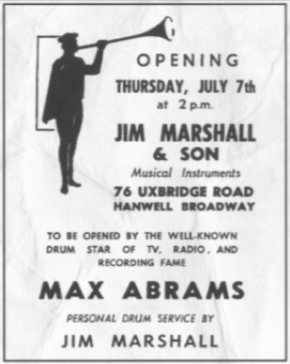 OPENING
THURSDAY, JULY 7th
at 2 p.m.
JIM MARSHALL
& SON
Musical Instruments
76 UXBRIDGE ROAD
HANWELL BROADWAY
TO BE OPENED BY THE WELL-KNOWN
DRUM STAR OF TV, RADIO, AND
RECORDING FAME
MAX ABRAMS
PERSONAL DRUM SERVICE BY
JIM MARSHALL